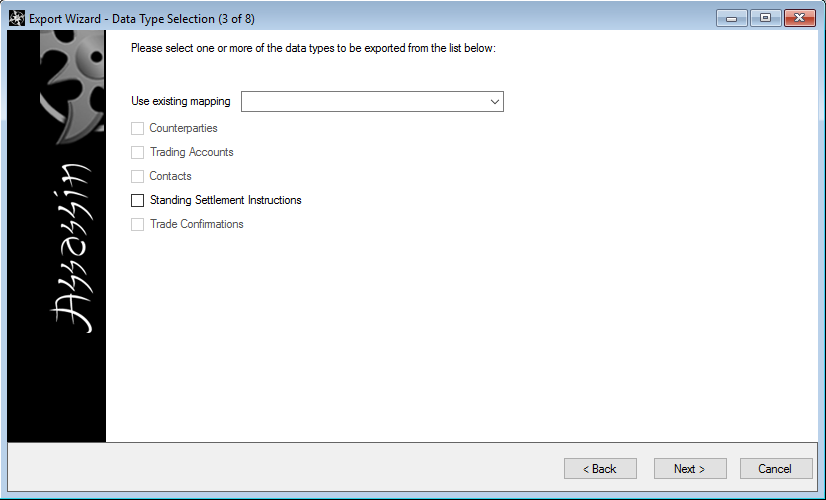 Export Wizard - Data Type Selection (3 of 8)
Please select one or more of the data types to be exported from the list below:
Use existing mapping
Counterparties
Trading Accounts
Contacts
Standing Settlement Instructions
Trade Confirmations
Assassin
< Back
Next >
Cancel